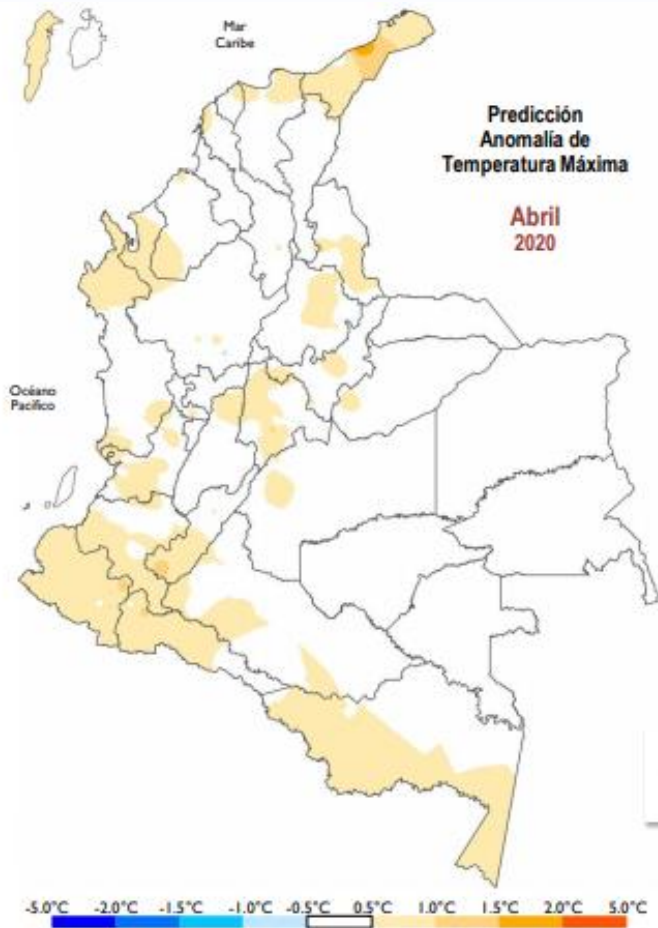 Mar
Caribe
Predicción
Anomalía de
Temperatura Máxima
Abril
2020
Océano
Pacífico
-5.0°C -2.0°C -1.5°C -1.0°C -0.5°C 0.5°C 1.0°C 1.5°C 2.0°C 5.0°C